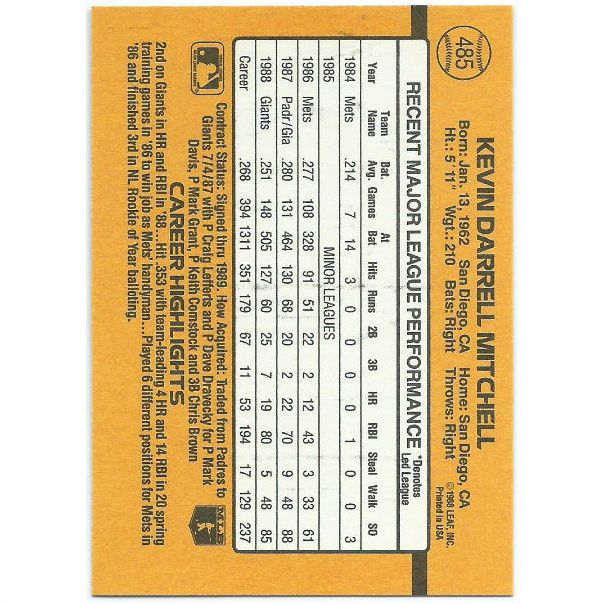 485
KEVIN DARRELL MITCHELL
Born: Jan. 13, 1962 San Diego, CA Home: San Diego, CA
Ht.: 5' 11" Wgt.: 210 Bats: Right Throws: Right
©1988 LEAF, INC.
Printed in USA
RECENT MAJOR LEAGUE PERFORMANCE *Denotes Led League
Year Team Name Bat. Avg. Games At Bat Hits Runs 2B 3B HR RBI Steal Walk SO
1984 Mets .214 7 14 3 0 0 0 0 1 0 0 3
1985 MINOR LEAGUES
1986 Mets .277 108 328 91 51 22 2 12 43 3 33 61
1987 Padr/Gia .280 131 464 130 68 20 2 22 70 9 48 88
1988 Giants .251 148 505 127 60 25 7 19 80 5 48 85
Career .268 394 1311 351 179 67 11 53 194 17 129 237
Contract Status: Signed thru 1989. How Acquired: Traded from Padres to
Giants 7/4/87 with P Craig Lefferts and P Dave Dravecky for P Mark
Davis, P Mark Grant, P Keith Comstock and 3B Chris Brown
CAREER HIGHLIGHTS
2nd on Giants in HR and RBI in '88...Hit .353 with team-leading 4 HR and 14 RBI in 20 spring
training games in '86 to win job as Mets' handyman...Played 6 different positions for Mets in
'86 and finished 3rd in NL Rookie of Year balloting.